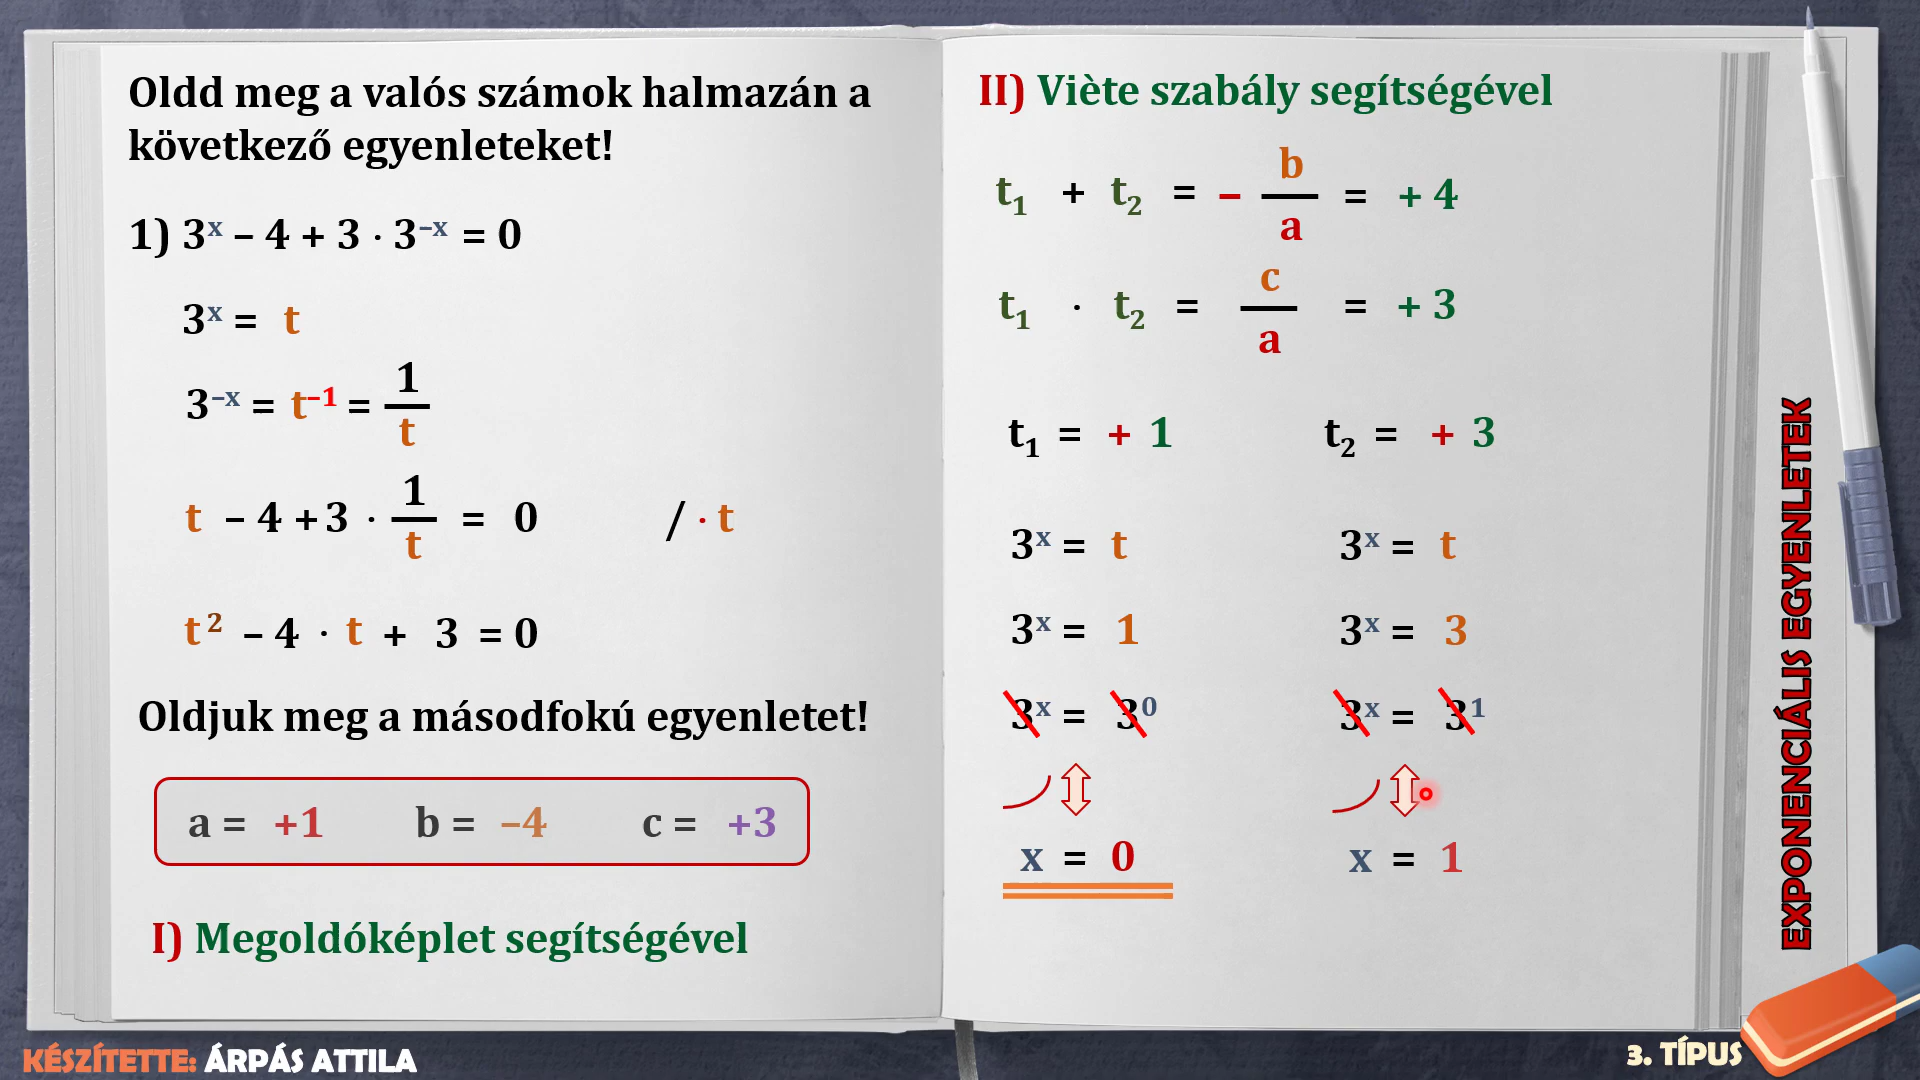 Oldd meg a valós számok halmazán a
következő egyenleteket!
1) 3ˣ – 4 + 3 · 3⁻ˣ = 0
3ˣ = t
3⁻ˣ = t⁻¹ = 1/t
t – 4 + 3 · 1/t = 0 / · t
t² – 4 · t + 3 = 0
Oldjuk meg a másodfokú egyenletet!
a = +1 b = –4 c = +3
I) Megoldóképlet segítségével
II) Viète szabály segítségével
t₁ + t₂ = – b/a = + 4
t₁ · t₂ = c/a = + 3
t₁ = + 1 t₂ = + 3
3ˣ = t 3ˣ = t
3ˣ = 1 3ˣ = 3
3ˣ = 3⁰ 3ˣ = 3¹
x = 0 x = 1
EXPONENCIÁLIS EGYENLETEK
KÉSZÍTETTE: ÁRPÁS ATTILA
3. TÍPUS